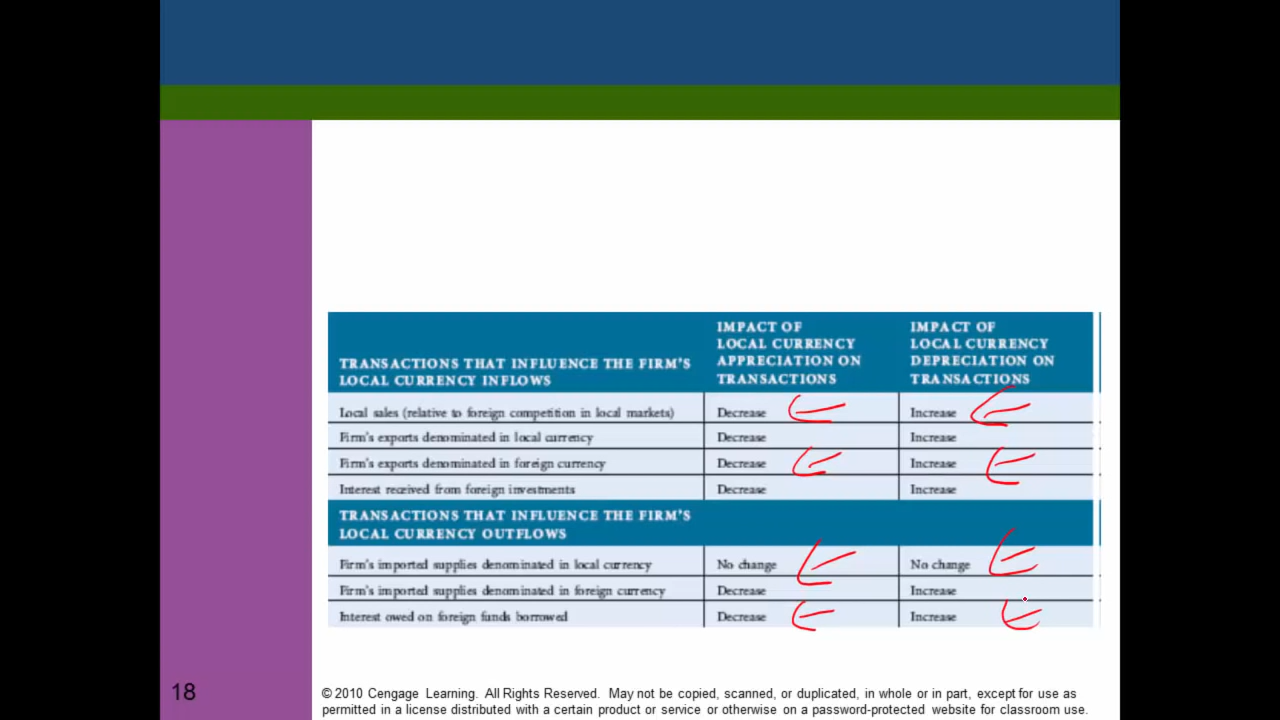 TRANSACTIONS THAT INFLUENCE THE FIRM'S
LOCAL CURRENCY INFLOWS
IMPACT OF
LOCAL CURRENCY
APPRECIATION ON
TRANSACTIONS
IMPACT OF
LOCAL CURRENCY
DEPRECIATION ON
TRANSACTIONS
Local sales (relative to foreign competition in local markets) Decrease Increase
Firm's exports denominated in local currency Decrease Increase
Firm's exports denominated in foreign currency Decrease Increase
Interest received from foreign investments Decrease Increase
TRANSACTIONS THAT INFLUENCE THE FIRM'S
LOCAL CURRENCY OUTFLOWS
Firm's imported supplies denominated in local currency No change No change
Firm's imported supplies denominated in foreign currency Decrease Increase
Interest owed on foreign funds borrowed Decrease Increase
18
© 2010 Cengage Learning. All Rights Reserved. May not be copied, scanned, or duplicated, in whole or in part, except for use as
permitted in a license distributed with a certain product or service or otherwise on a password-protected website for classroom use.